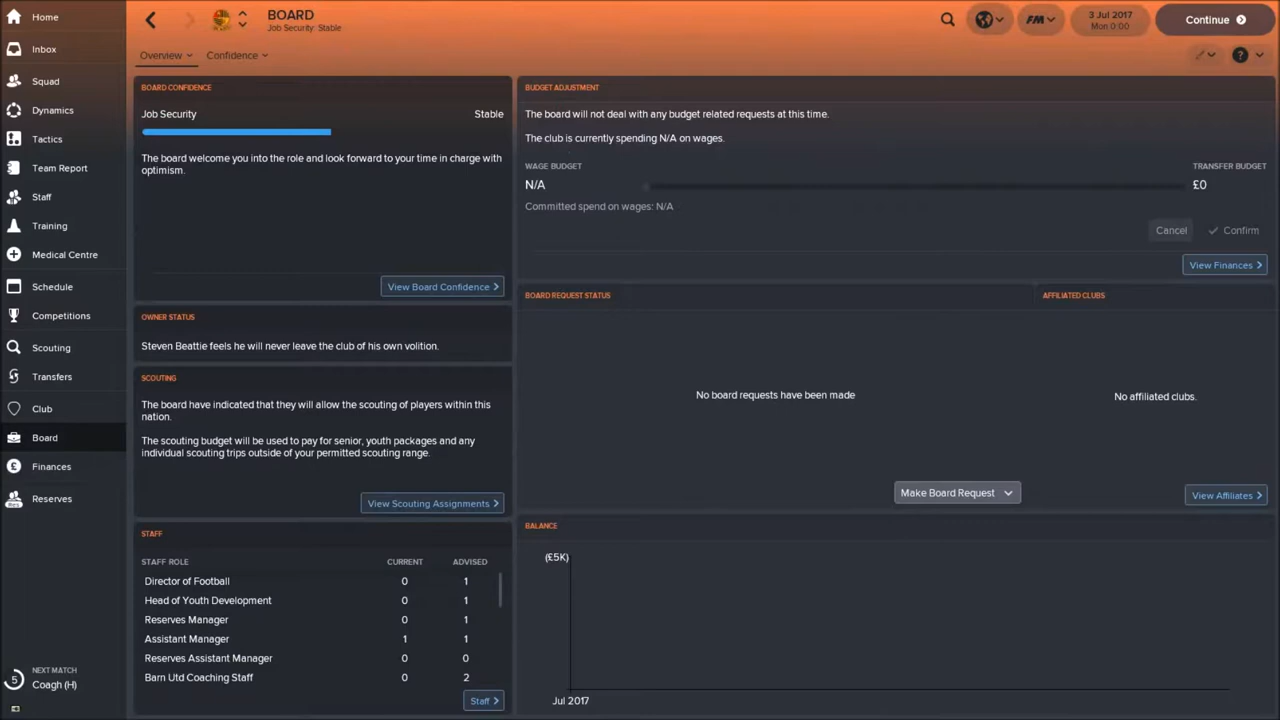 Home
Inbox
Squad
Dynamics
Tactics
Team Report
Staff
Training
Medical Centre
Schedule
Competitions
Scouting
Transfers
Club
Board
Finances
Reserves
5
NEXT MATCH
Coagh (H)
BOARD
Job Security: Stable
FM
3 Jul 2017
Mon 0:00
Continue
Overview
Confidence
?
BOARD CONFIDENCE
Job Security Stable
The board welcome you into the role and look forward to your time in charge with
optimism.
View Board Confidence
OWNER STATUS
Steven Beattie feels he will never leave the club of his own volition.
SCOUTING
The board have indicated that they will allow the scouting of players within this
nation.
The scouting budget will be used to pay for senior, youth packages and any
individual scouting trips outside of your permitted scouting range.
View Scouting Assignments
STAFF
STAFF ROLE CURRENT ADVISED
Director of Football 0 1
Head of Youth Development 0 1
Reserves Manager 0 1
Assistant Manager 1 1
Reserves Assistant Manager 0 0
Barn Utd Coaching Staff 0 2
Staff
BUDGET ADJUSTMENT
The board will not deal with any budget related requests at this time.
The club is currently spending N/A on wages.
WAGE BUDGET TRANSFER BUDGET
N/A £0
Committed spend on wages: N/A
Cancel Confirm
View Finances
BOARD REQUEST STATUS
No board requests have been made
Make Board Request
AFFILIATED CLUBS
No affiliated clubs.
View Affiliates
BALANCE
(£5K)
Jul 2017